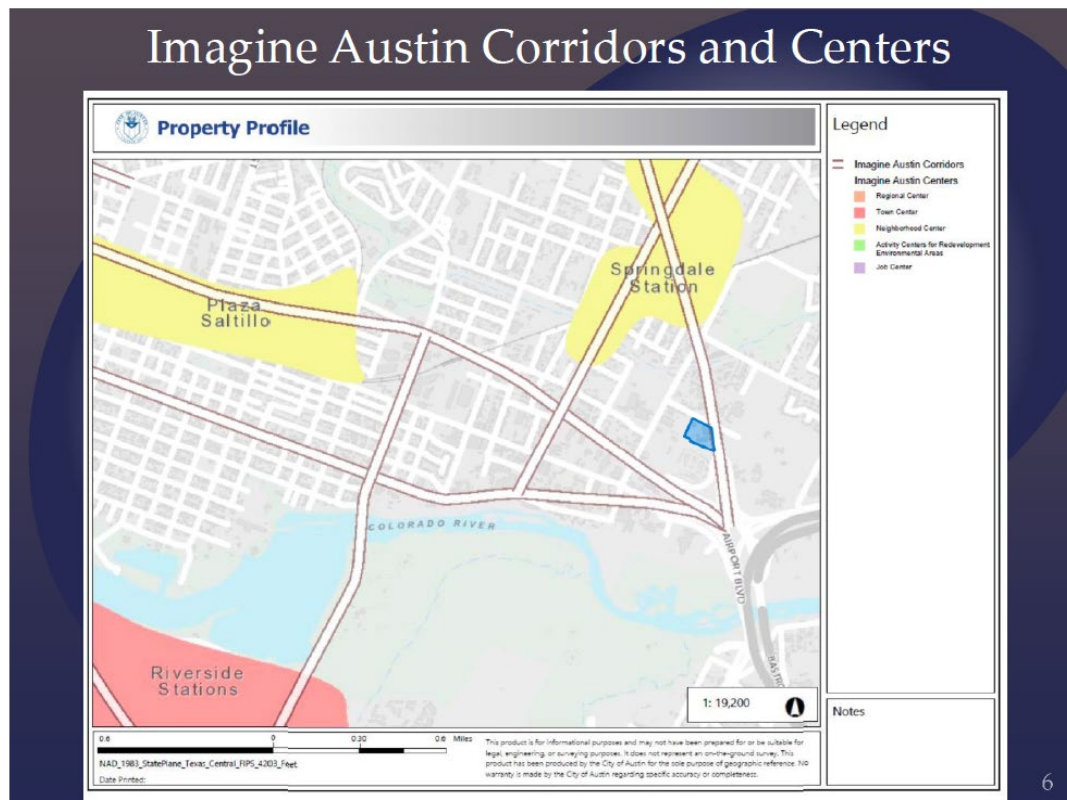 Imagine Austin Corridors and Centers
Property Profile
Legend
Imagine Austin Corridors
Imagine Austin Centers
Regional Center
Town Center
Neighborhood Center
Activity Centers for Redevelopment
Environmental Areas
Job Center
Springdale
Station
Plaza
Saltillo
COLORADO RIVER
AIRPORT BLVD
Riverside
Stations
1: 19,200
Notes
0.6
0
0.30
0.6 Miles
NAD_1983_StatePlane_Texas_Central_FIPS_4203_Feet
Date Printed:
This product is for informational purposes and may not have been prepared for or be suitable for
legal, engineering, or surveying purposes. It does not represent an on-the-ground survey. This
product has been produced by the City of Austin for the sole purpose of geographic reference. No
warranty is made by the City of Austin regarding specific accuracy or completeness.
6